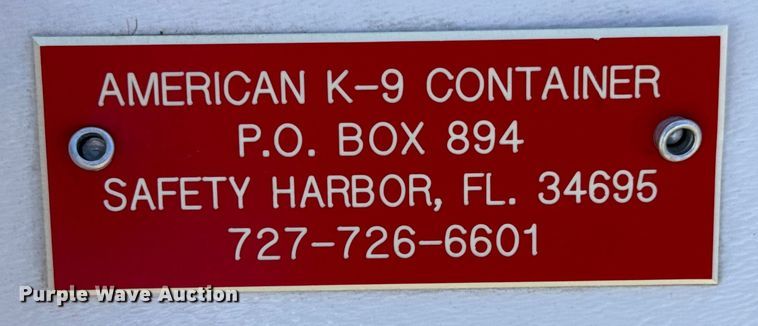 AMERICAN K-9 CONTAINER
P.O. BOX 894
SAFETY HARBOR, FL. 34695
727-726-6601
Purple Wave Auction